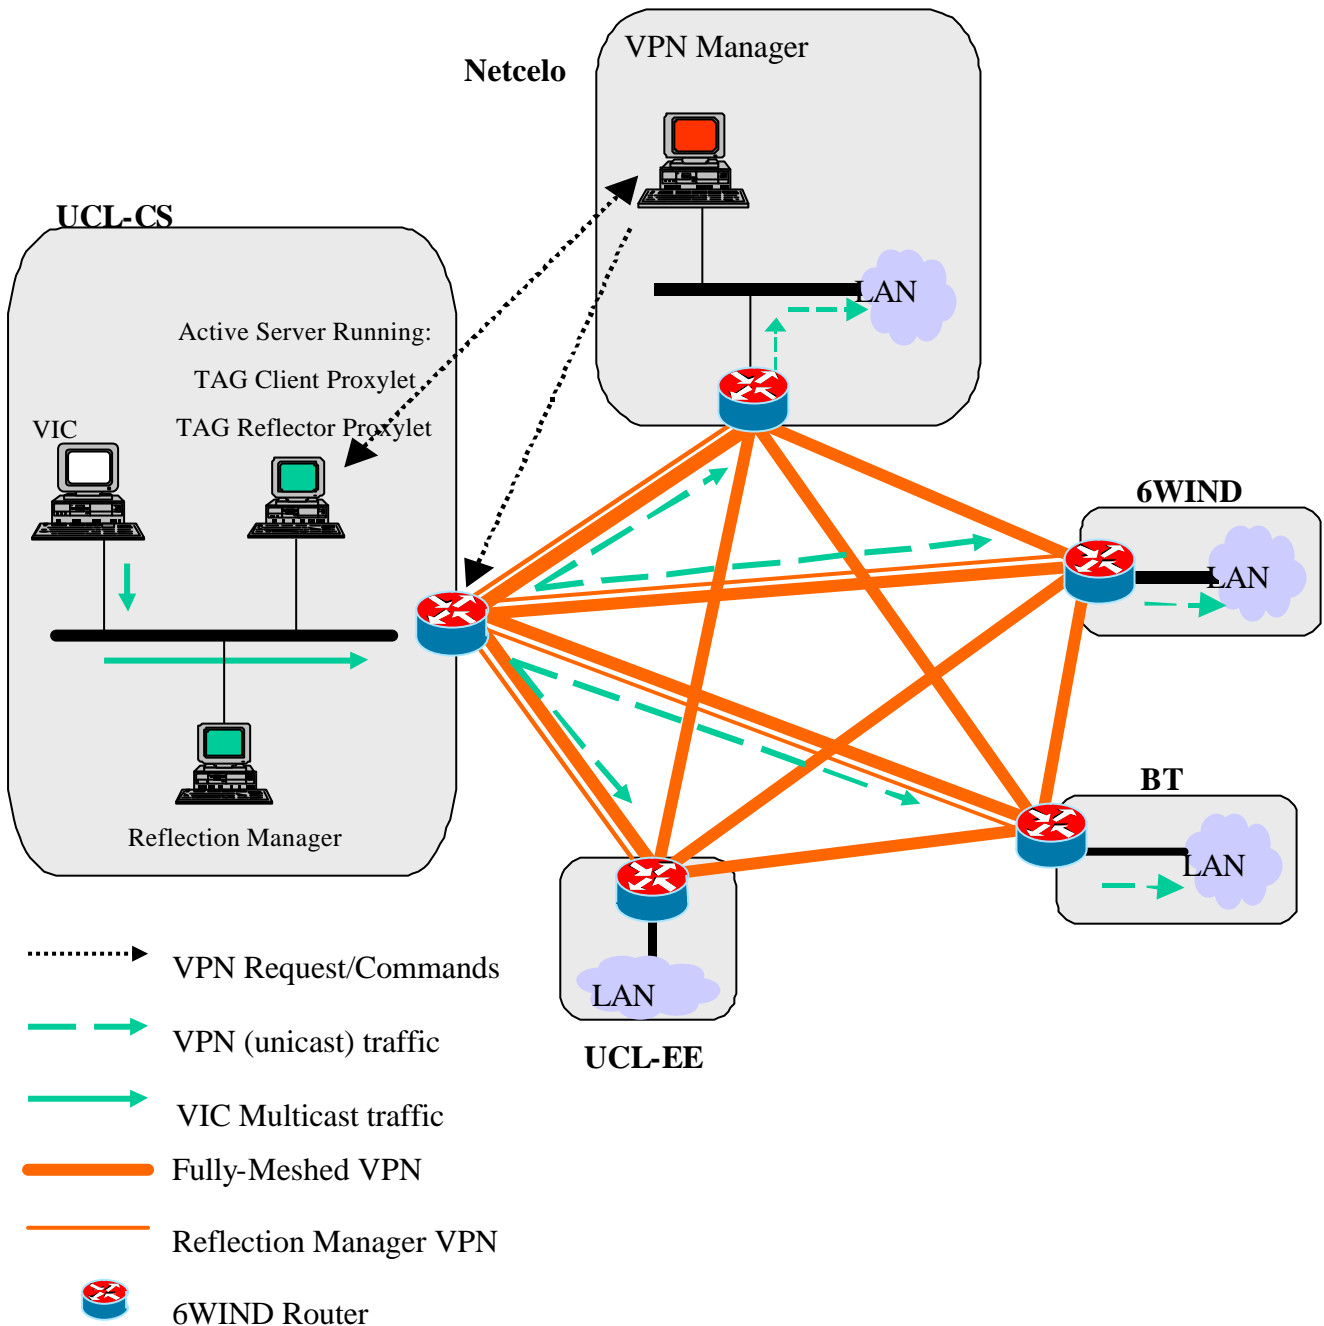 VPN Manager
Netcelo
UCL-CS
LAN
Active Server Running:
TAG Client Proxylet
TAG Reflector Proxylet
VIC
6WIND
LAN
BT
Reflection Manager
LAN
VPN Request/Commands
LAN
VPN (unicast) traffic
UCL-EE
VIC Multicast traffic
Fully-Meshed VPN
Reflection Manager VPN
6WIND Router